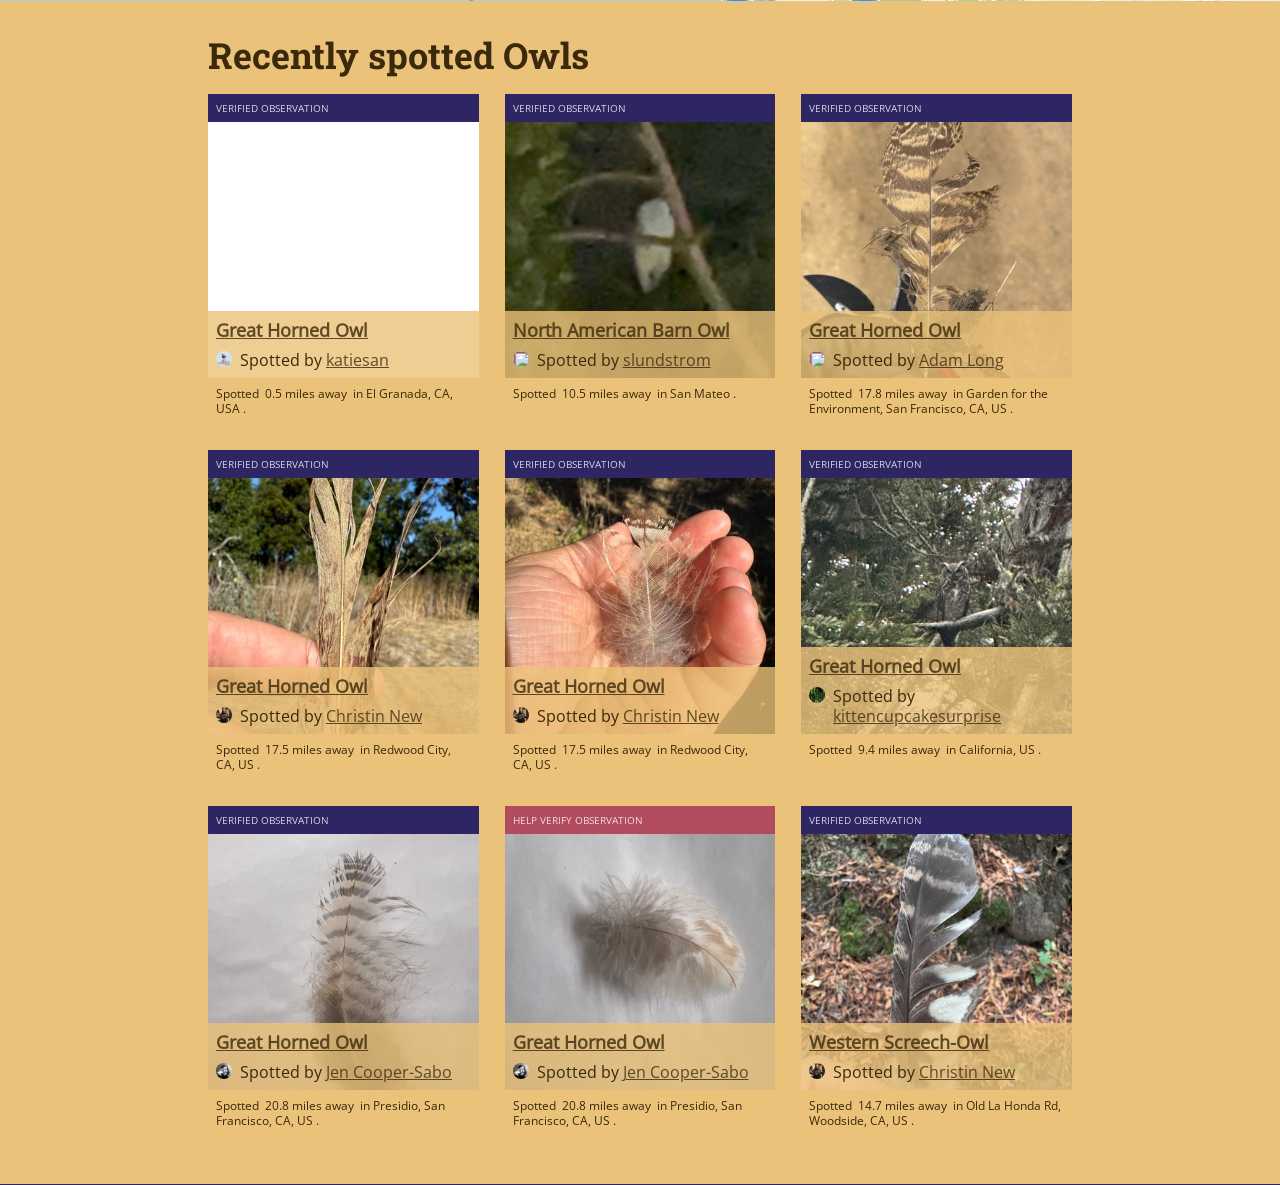 Recently spotted Owls
VERIFIED OBSERVATION
Great Horned Owl
Spotted by katiesan
Spotted 0.5 miles away in El Granada, CA,
USA .
VERIFIED OBSERVATION
North American Barn Owl
Spotted by slundstrom
Spotted 10.5 miles away in San Mateo .
VERIFIED OBSERVATION
Great Horned Owl
Spotted by Adam Long
Spotted 17.8 miles away in Garden for the
Environment, San Francisco, CA, US .
VERIFIED OBSERVATION
Great Horned Owl
Spotted by Christin New
Spotted 17.5 miles away in Redwood City,
CA, US .
VERIFIED OBSERVATION
Great Horned Owl
Spotted by Christin New
Spotted 17.5 miles away in Redwood City,
CA, US .
VERIFIED OBSERVATION
Great Horned Owl
Spotted by
kittencupcakesurprise
Spotted 9.4 miles away in California, US .
VERIFIED OBSERVATION
Great Horned Owl
Spotted by Jen Cooper-Sabo
Spotted 20.8 miles away in Presidio, San
Francisco, CA, US .
HELP VERIFY OBSERVATION
Great Horned Owl
Spotted by Jen Cooper-Sabo
Spotted 20.8 miles away in Presidio, San
Francisco, CA, US .
VERIFIED OBSERVATION
Western Screech-Owl
Spotted by Christin New
Spotted 14.7 miles away in Old La Honda Rd,
Woodside, CA, US .